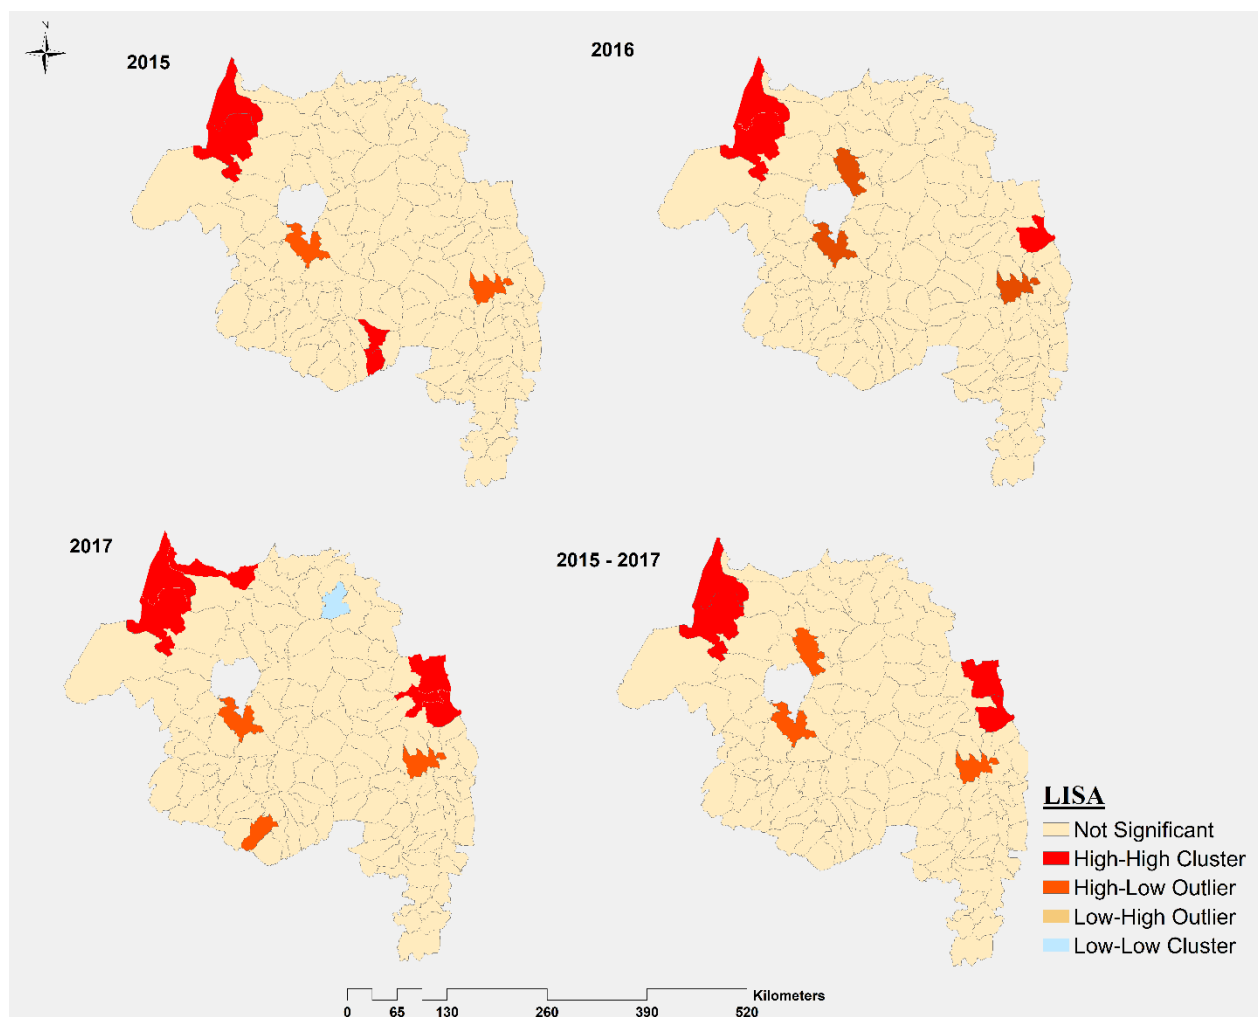 N
2015
2016
2017
2015 - 2017
LISA
Not Significant
High-High Cluster
High-Low Outlier
Low-High Outlier
Low-Low Cluster
Kilometers
0 65 130 260 390 520